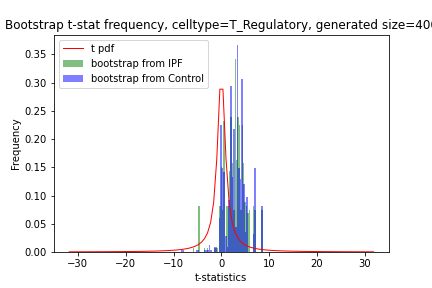 Bootstrap t-stat frequency, celltype=T_Regulatory, generated size=400
t pdf
bootstrap from IPF
bootstrap from Control
Frequency
0.35
0.30
0.25
0.20
0.15
0.10
0.05
0.00
−30 −20 −10 0 10 20 30
t-statistics